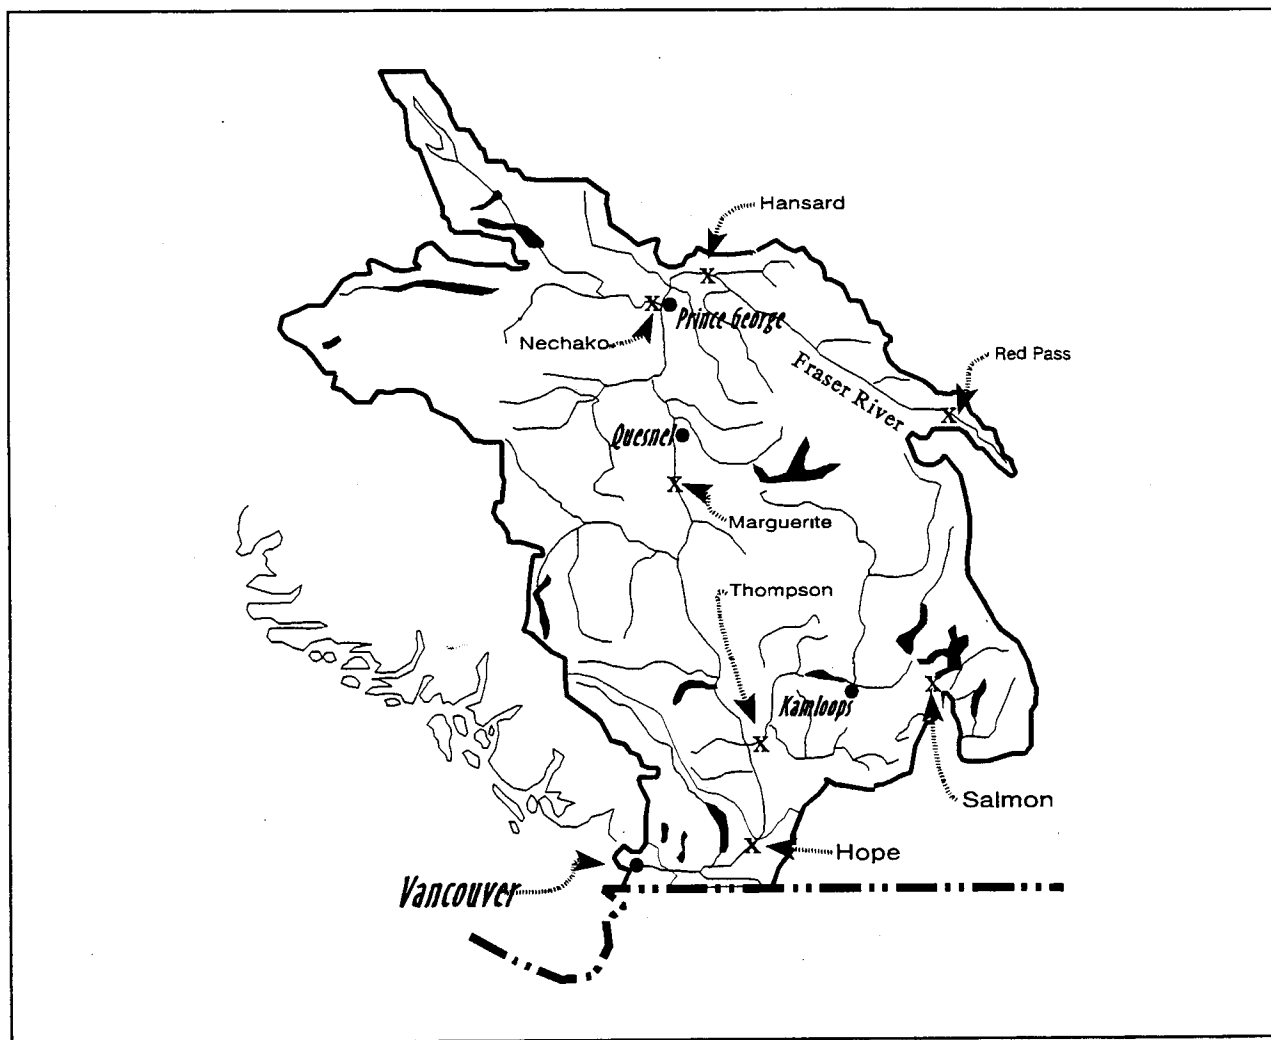 Hansard
X
X
Prince George
Nechako
Red Pass
Fraser River
X
Quesnel
X
Marguerite
Thompson
Kamloops
X
X
Salmon
X
Hope
Vancouver